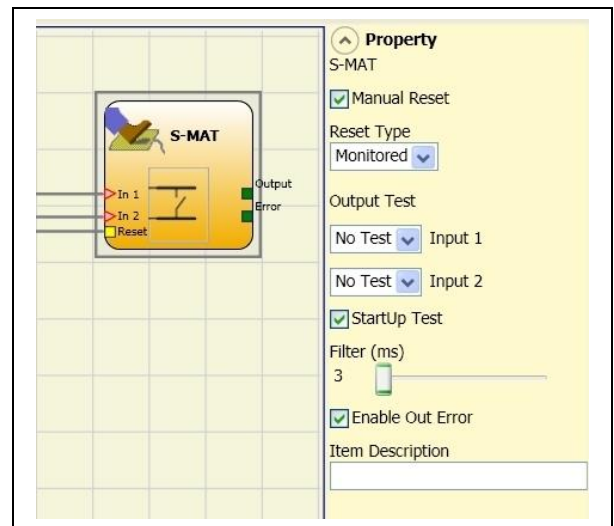 S-MAT
In 1
In 2
Reset
Output
Error
Property
S-MAT
Manual Reset
Reset Type
Monitored
Output Test
No Test Input 1
No Test Input 2
StartUp Test
Filter (ms)
3
Enable Out Error
Item Description